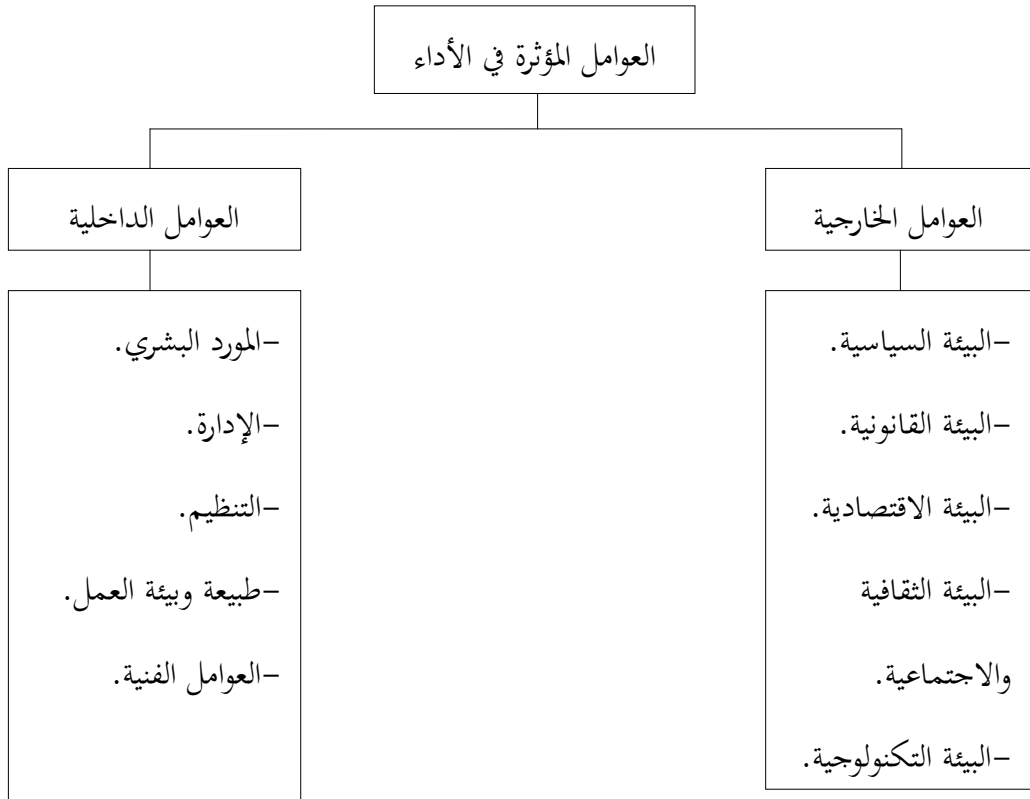 العوامل المؤثرة في الأداء
العوامل الخارجية
-البيئة السياسية.
-البيئة القانونية.
-البيئة الاقتصادية.
-البيئة الثقافية
والاجتماعية.
-البيئة التكنولوجية.
العوامل الداخلية
-المورد البشري.
-الإدارة.
-التنظيم.
-طبيعة وبيئة العمل.
-العوامل الفنية.